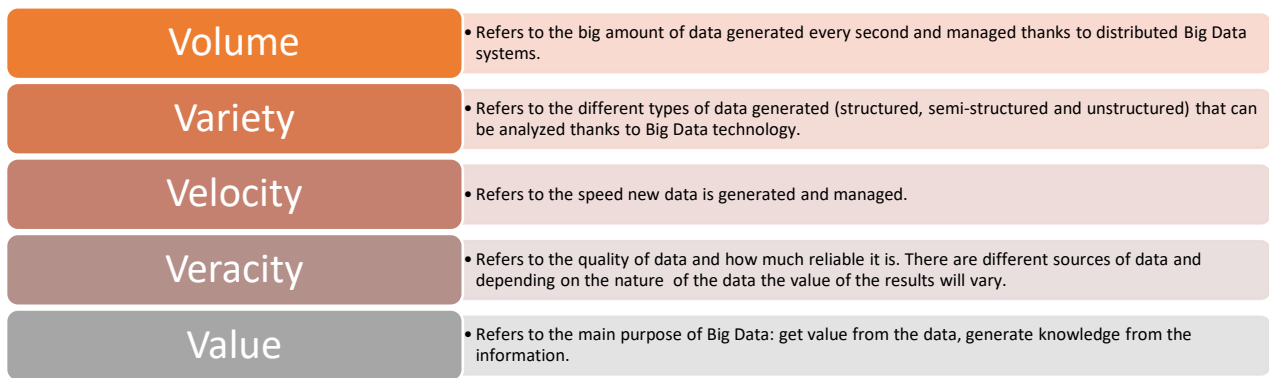 Volume
• Refers to the big amount of data generated every second and managed thanks to distributed Big Data
systems.
Variety
• Refers to the different types of data generated (structured, semi-structured and unstructured) that can
be analyzed thanks to Big Data technology.
Velocity
• Refers to the speed new data is generated and managed.
Veracity
• Refers to the quality of data and how much reliable it is. There are different sources of data and
depending on the nature of the data the value of the results will vary.
Value
• Refers to the main purpose of Big Data: get value from the data, generate knowledge from the
information.